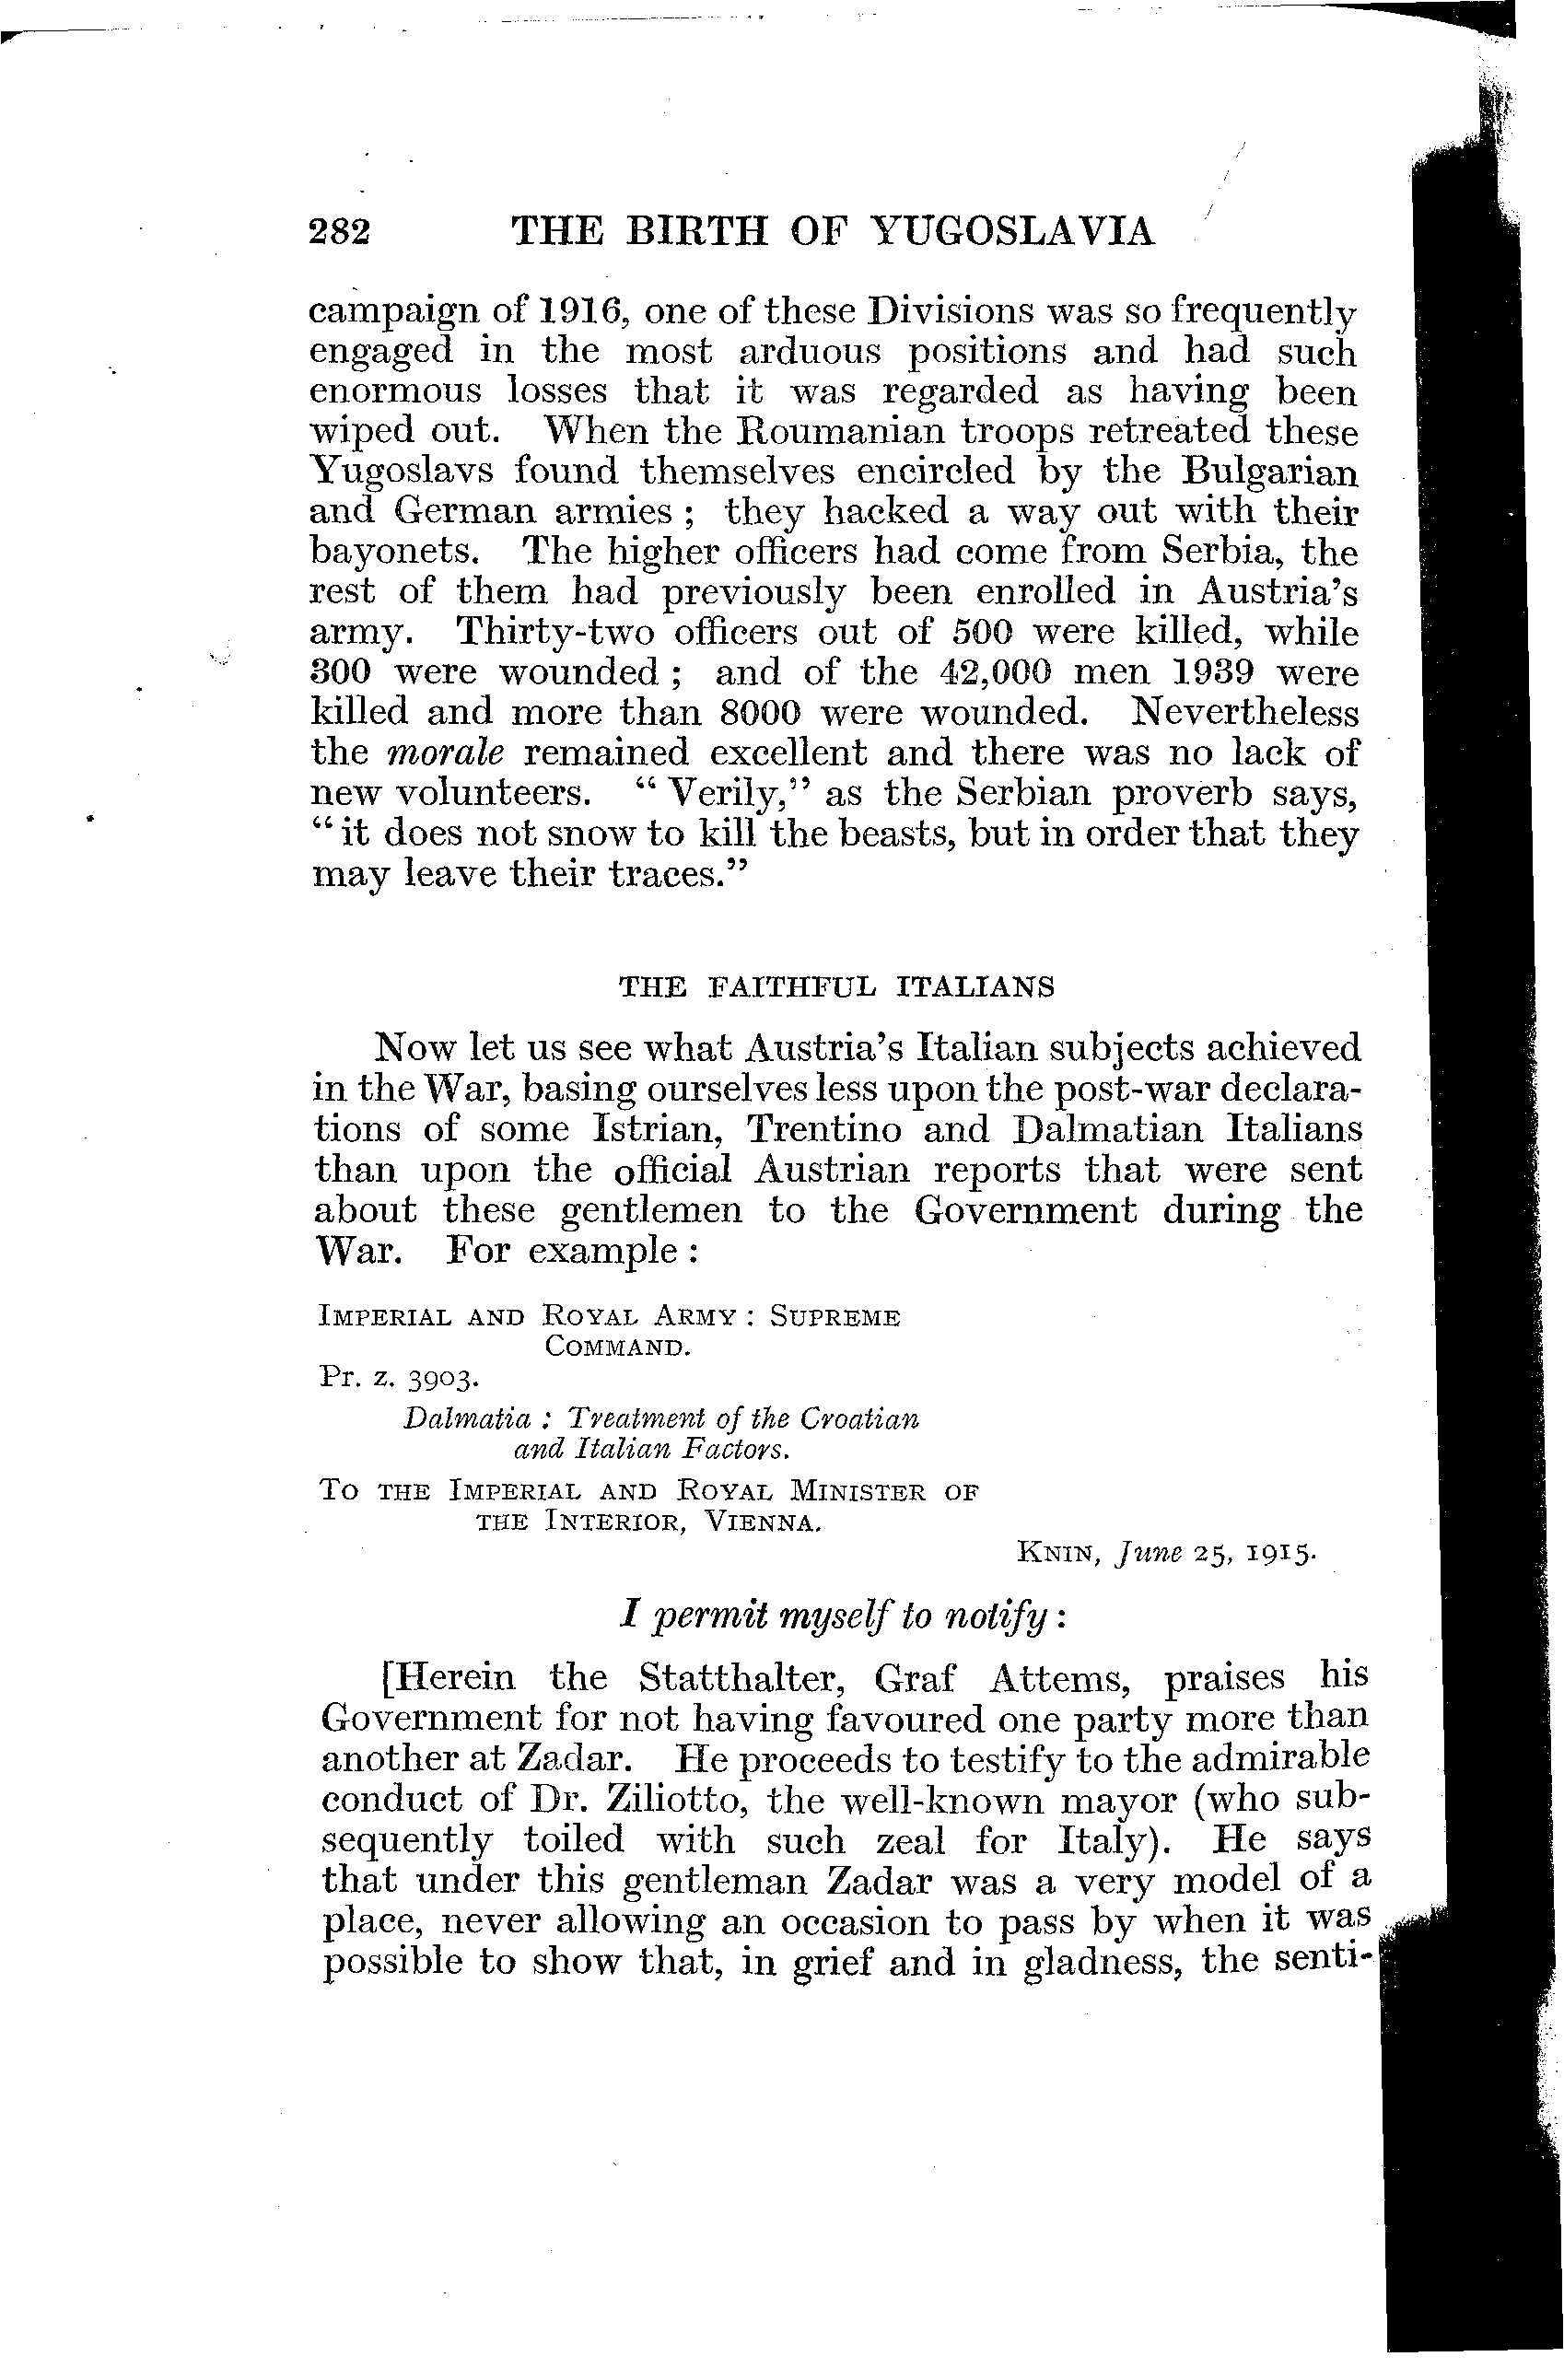 282 THE BIRTH OF YUGOSLAVIA
campaign of 1916, one of these Divisions was so frequently
engaged in the most arduous positions and had such
enormous losses that it was regarded as having been
wiped out. When the Roumanian troops retreated these
Yugoslavs found themselves encircled by the Bulgarian
and German armies ; they hacked a way out with their
bayonets. The higher officers had come from Serbia, the
rest of them had previously been enrolled in Austria's
army. Thirty-two officers out of 500 were killed, while
300 were wounded ; and of the 42,000 men 1939 were
killed and more than 8000 were wounded. Nevertheless
the morale remained excellent and there was no lack of
new volunteers. “ Verily,” as the Serbian proverb says,
“ it does not snow to kill the beasts, but in order that they
may leave their traces.”
THE FAITHFUL ITALIANS
Now let us see what Austria's Italian subjects achieved
in the War, basing ourselves less upon the post-war declara-
tions of some Istrian, Trentino and Dalmatian Italians
than upon the official Austrian reports that were sent
about these gentlemen to the Government during the
War. For example :
IMPERIAL AND ROYAL ARMY : SUPREME
COMMAND.
Pr. z. 3903.
Dalmatia : Treatment of the Croatian
and Italian Factors.
TO THE IMPERIAL AND ROYAL MINISTER OF
THE INTERIOR, VIENNA.
KNIN, June 25, 1915.
I permit myself to notify :
[Herein the Statthalter, Graf Attems, praises his
Government for not having favoured one party more than
another at Zadar. He proceeds to testify to the admirable
conduct of Dr. Ziliotto, the well-known mayor (who sub-
sequently toiled with such zeal for Italy). He says
that under this gentleman Zadar was a very model of a
place, never allowing an occasion to pass by when it was
possible to show that, in grief and in gladness, the senti-